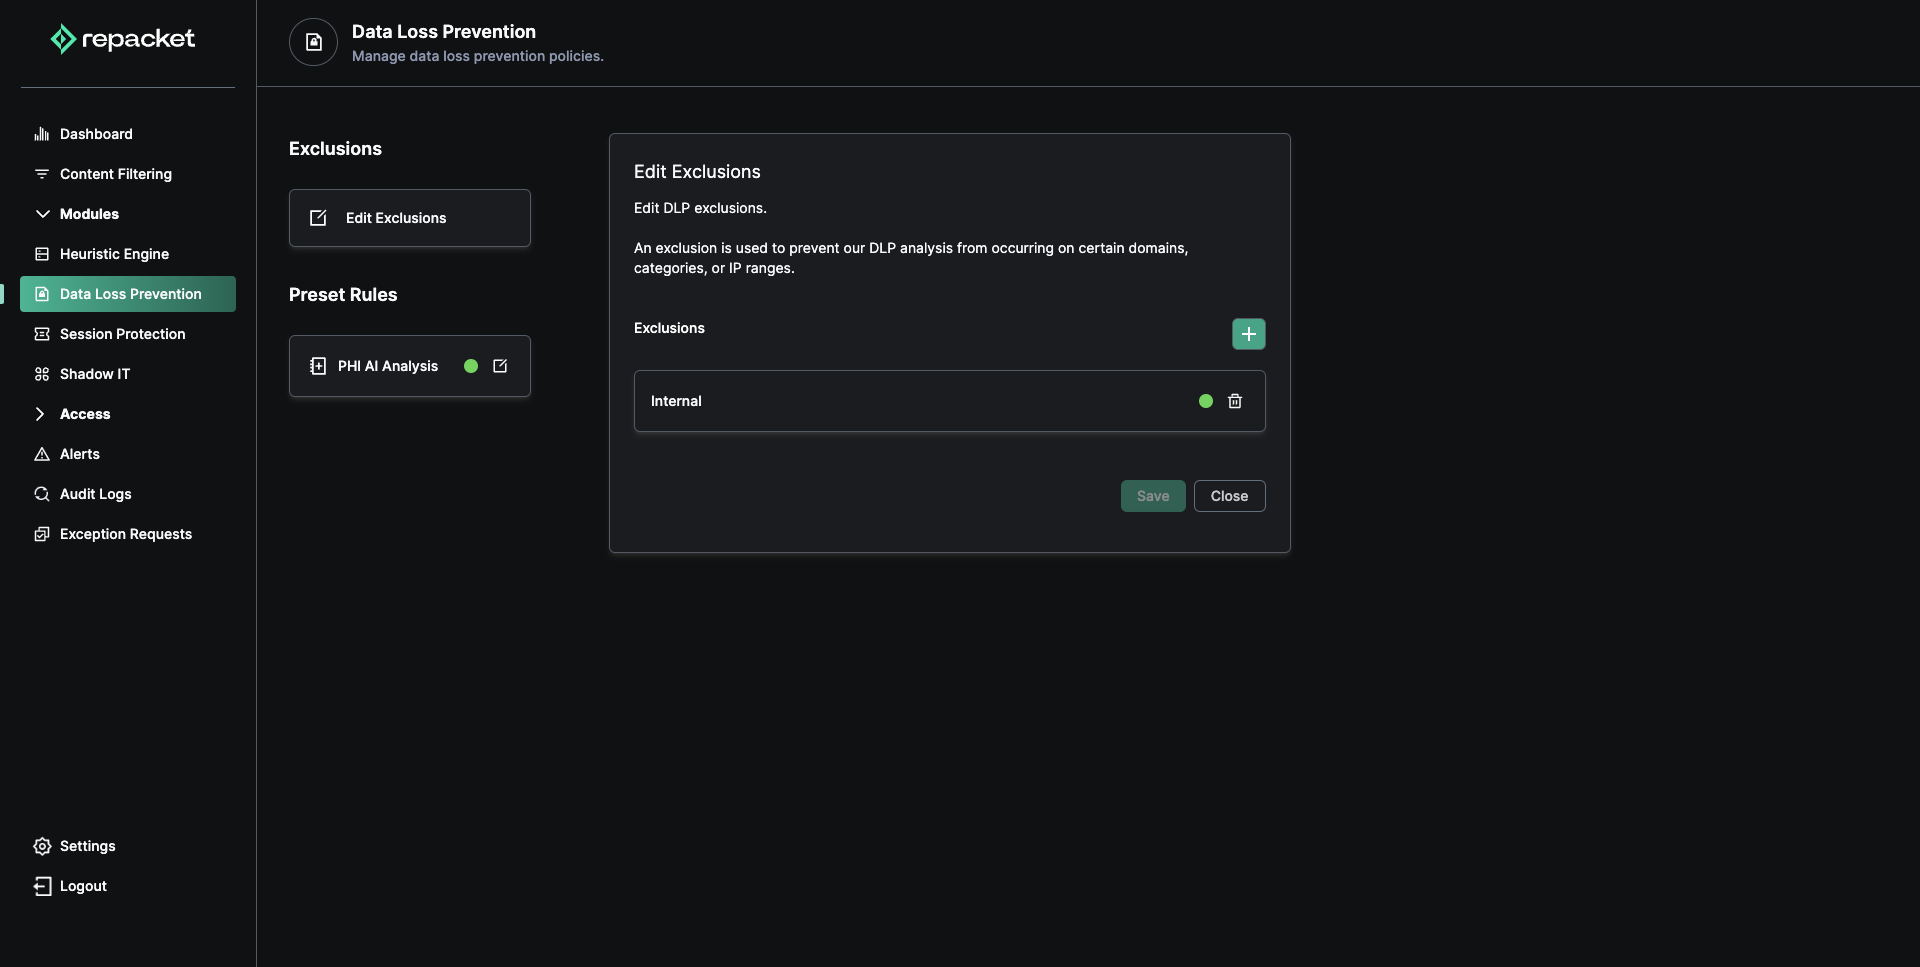 repacket
Dashboard
Content Filtering
Modules
Heuristic Engine
Data Loss Prevention
Session Protection
Shadow IT
Access
Alerts
Audit Logs
Exception Requests
Settings
Logout
Data Loss Prevention
Manage data loss prevention policies.
Exclusions
Edit Exclusions
Preset Rules
PHI AI Analysis
Edit Exclusions
Edit DLP exclusions.
An exclusion is used to prevent our DLP analysis from occurring on certain domains,
categories, or IP ranges.
Exclusions
Internal
Save
Close